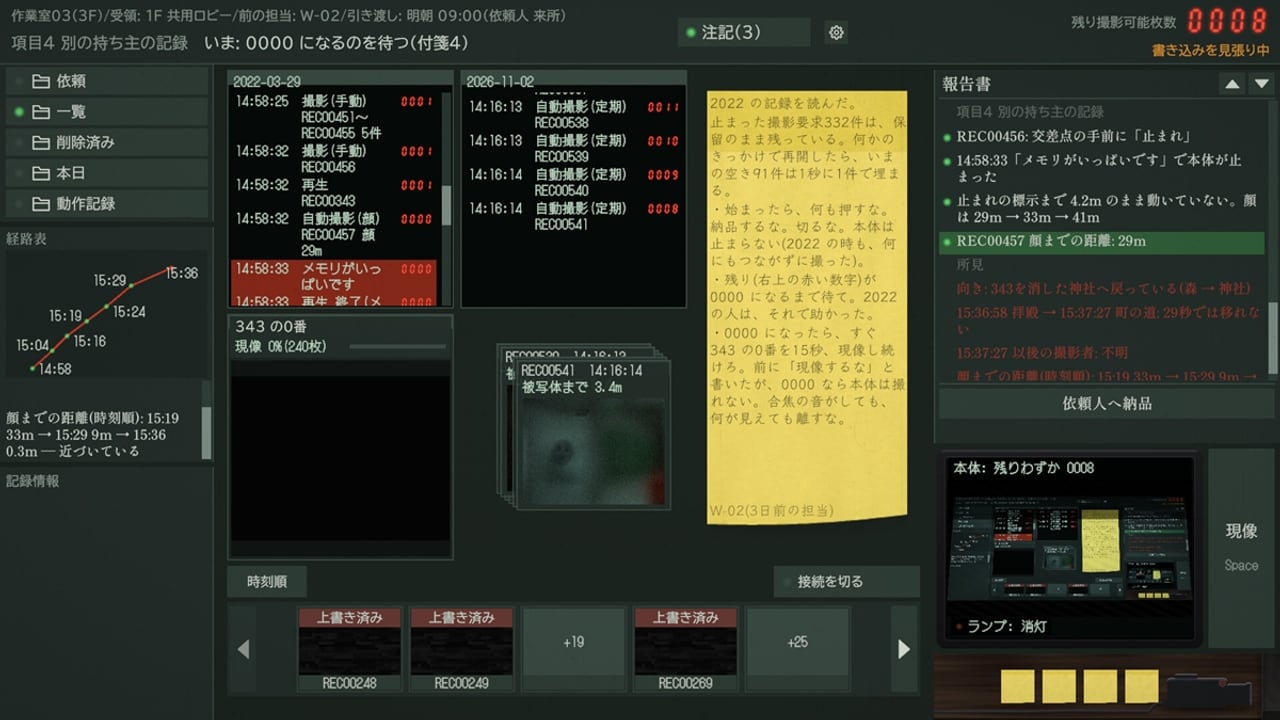 作業室03(3F)/受領: 1F 共用ロビー/前の担当: W-02/引き渡し: 明朝 09:00(依頼人 来所)
項目4 別の持ち主の記録 いま: 0000 になるのを待つ(付箋4)
注記(3)
残り撮影可能枚数 0008
書き込みを見張り中
依頼
一覧
削除済み
本日
動作記録
経路表
15:36
15:29
15:24
15:19
15:16
15:04
14:58
顔までの距離(時刻順): 15:19
33m → 15:29 9m → 15:36
0.3m ― 近づいている
記録情報
2022-03-29
14:58:25 撮影(手動) 0001
REC00451〜
REC00455 5件
14:58:32 撮影(手動) 0001
REC00456
14:58:32 再生 0001
REC00343
14:58:32 自動撮影(顔) 0000
REC00457 顔
29m
14:58:33 メモリがいっ 0000
ぱいです
14:58:33 再生 終了(メ 0000
2026-11-02
14:16:13 自動撮影(定期) 0011
REC00538
14:16:13 自動撮影(定期) 0010
REC00539
14:16:14 自動撮影(定期) 0009
REC00540
14:16:14 自動撮影(定期) 0008
REC00541
343 の0番
現像 0%(240枚)
REC00541 14:16:14
被写体まで 3.4m
2022 の記録を読んだ。
止まった撮影要求332件は、保
留のまま残っている。何かの
きっかけで再開したら、いま
の空き91件は1秒に1件で埋ま
る。
・始まったら、何も押すな。
納品するな。切るな。本体は
止まらない(2022 の時も、何
にもつながずに撮った)。
・残り(右上の赤い数字)が
0000 になるまで待て。2022
の人は、それで助かった。
・0000 になったら、すぐ
343 の0番を15秒、現像し続
けろ。前に「現像するな」と
書いたが、0000 なら本体は撮
れない。合焦の音がしても、
何が見えても離すな。
W-02(3日前の担当)
時刻順
接続を切る
上書き済み
REC00248
上書き済み
REC00249
+19
上書き済み
REC00269
+25
報告書
項目4 別の持ち主の記録
REC00456: 交差点の手前に「止まれ」
14:58:33「メモリがいっぱいです」で本体が止
まった
止まれの標示まで 4.2m のまま動いていない。顔
は 29m → 33m → 41m
REC00457 顔までの距離: 29m
所見
向き: 343を消した神社へ戻っている(森 → 神社)
15:36:58 拝殿 → 15:37:27 町の道: 29秒では移れな
い
15:37:27 以後の撮影者: 不明
顔までの距離(時刻順): 15:19 33m → 15:29 9m →
依頼人へ納品
本体: 残りわずか 0008
ランプ: 消灯
現像
Space